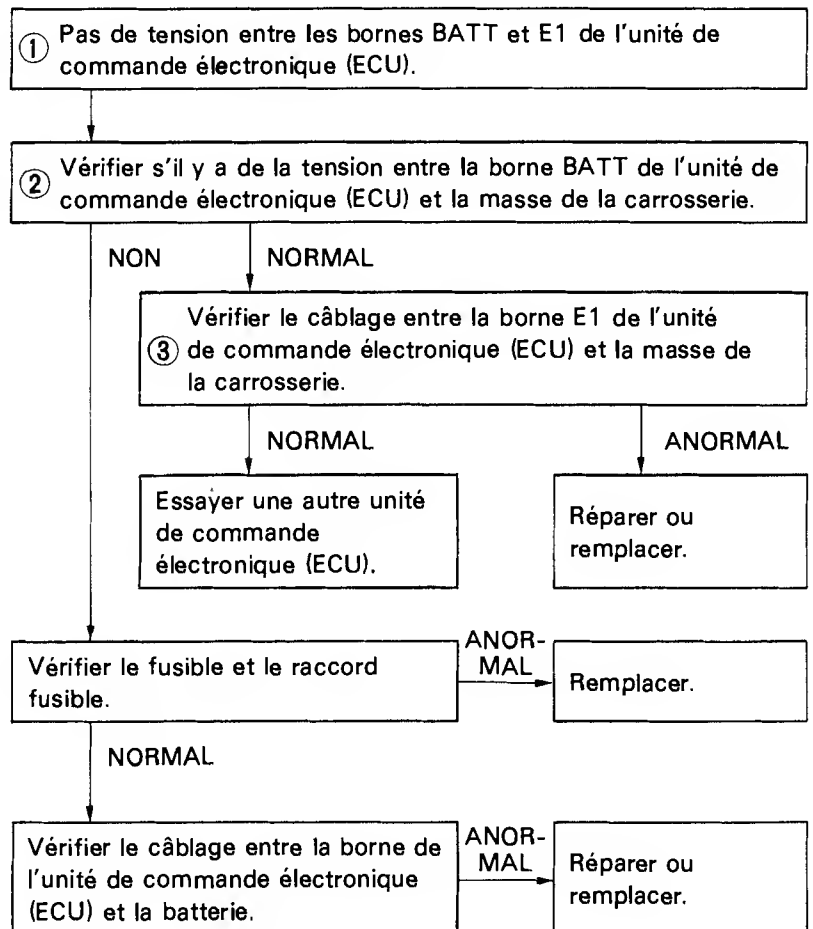 ① Pas de tension entre les bornes BATT et E1 de l'unité de
commande électronique (ECU).
② Vérifier s'il y a de la tension entre la borne BATT de l'unité de
commande électronique (ECU) et la masse de la carrosserie.
NON
NORMAL
Vérifier le câblage entre la borne E1 de l'unité
③ de commande électronique (ECU) et la masse de
la carrosserie.
NORMAL
ANORMAL
Essayer une autre unité
de commande
électronique (ECU).
Réparer ou
remplacer.
Vérifier le fusible et le raccord
fusible.
ANOR-
MAL
Remplacer.
NORMAL
Vérifier le câblage entre la borne de
l'unité de commande électronique
(ECU) et la batterie.
ANOR-
MAL
Réparer ou
remplacer.